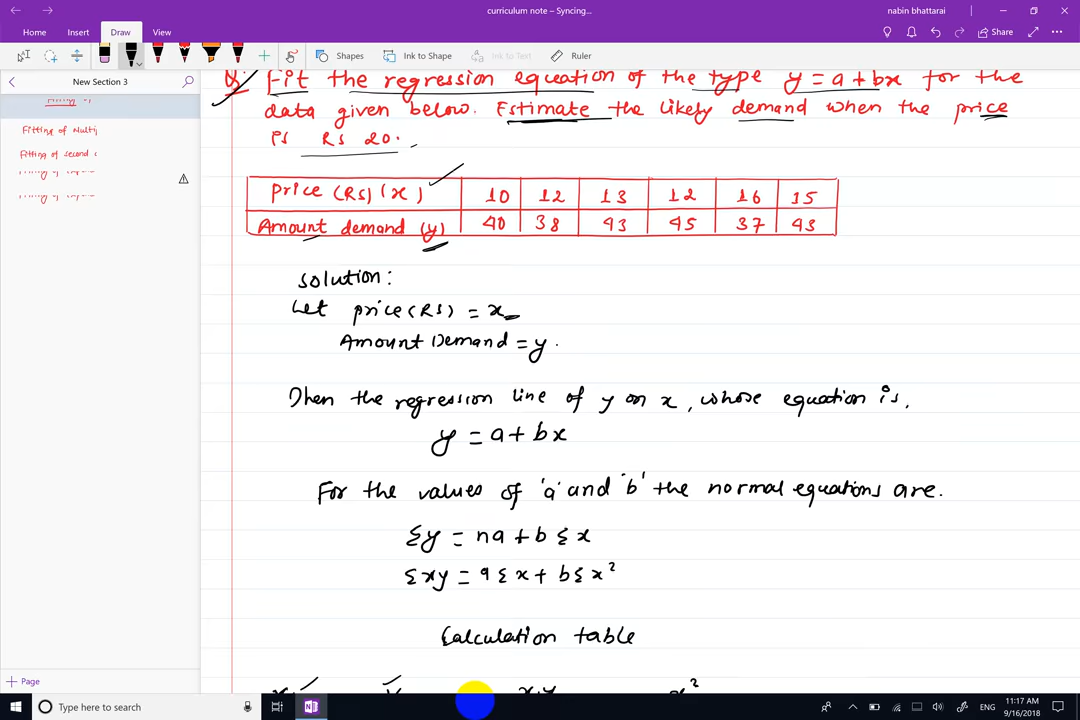 curriculum note – Syncing...
nabin bhattarai
Home Insert Draw View
Share
Shapes Ink to Shape Ink to Text Ruler
New Section 3
Fitting of Multip
Fitting of second
Q. Fit the regression equation of the type y = a + bx for the
data given below. Estimate the likely demand when the price
is Rs 20.
Price (RS) (x) 10 12 13 12 16 15
Amount demand (y) 40 38 43 45 37 43
Solution:
Let price (RS) = x
Amount Demand = y.
Then the regression line of y on x, whose equation is,
y = a + bx
For the values of 'a' and 'b' the normal equations are.
Σy = na + bΣx
Σxy = aΣx + bΣx²
Calculation table
x y x.y x²
Page
Type here to search
ENG
11:17 AM
9/16/2018